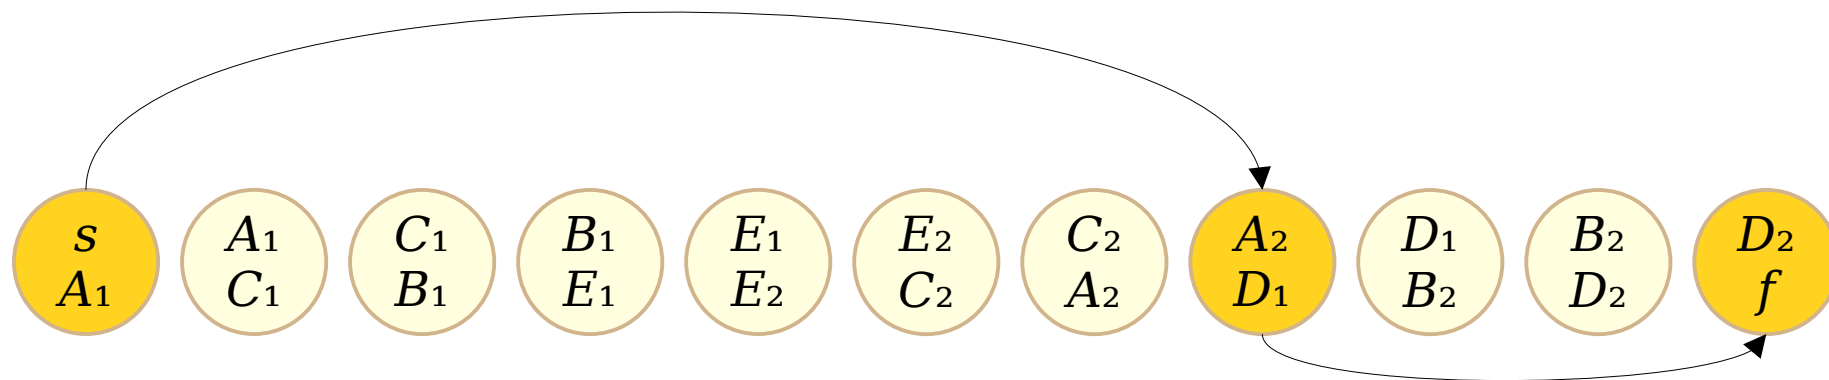 s
A₁
A₁
C₁
C₁
B₁
B₁
E₁
E₁
E₂
E₂
C₂
C₂
A₂
A₂
D₁
D₁
B₂
B₂
D₂
D₂
f